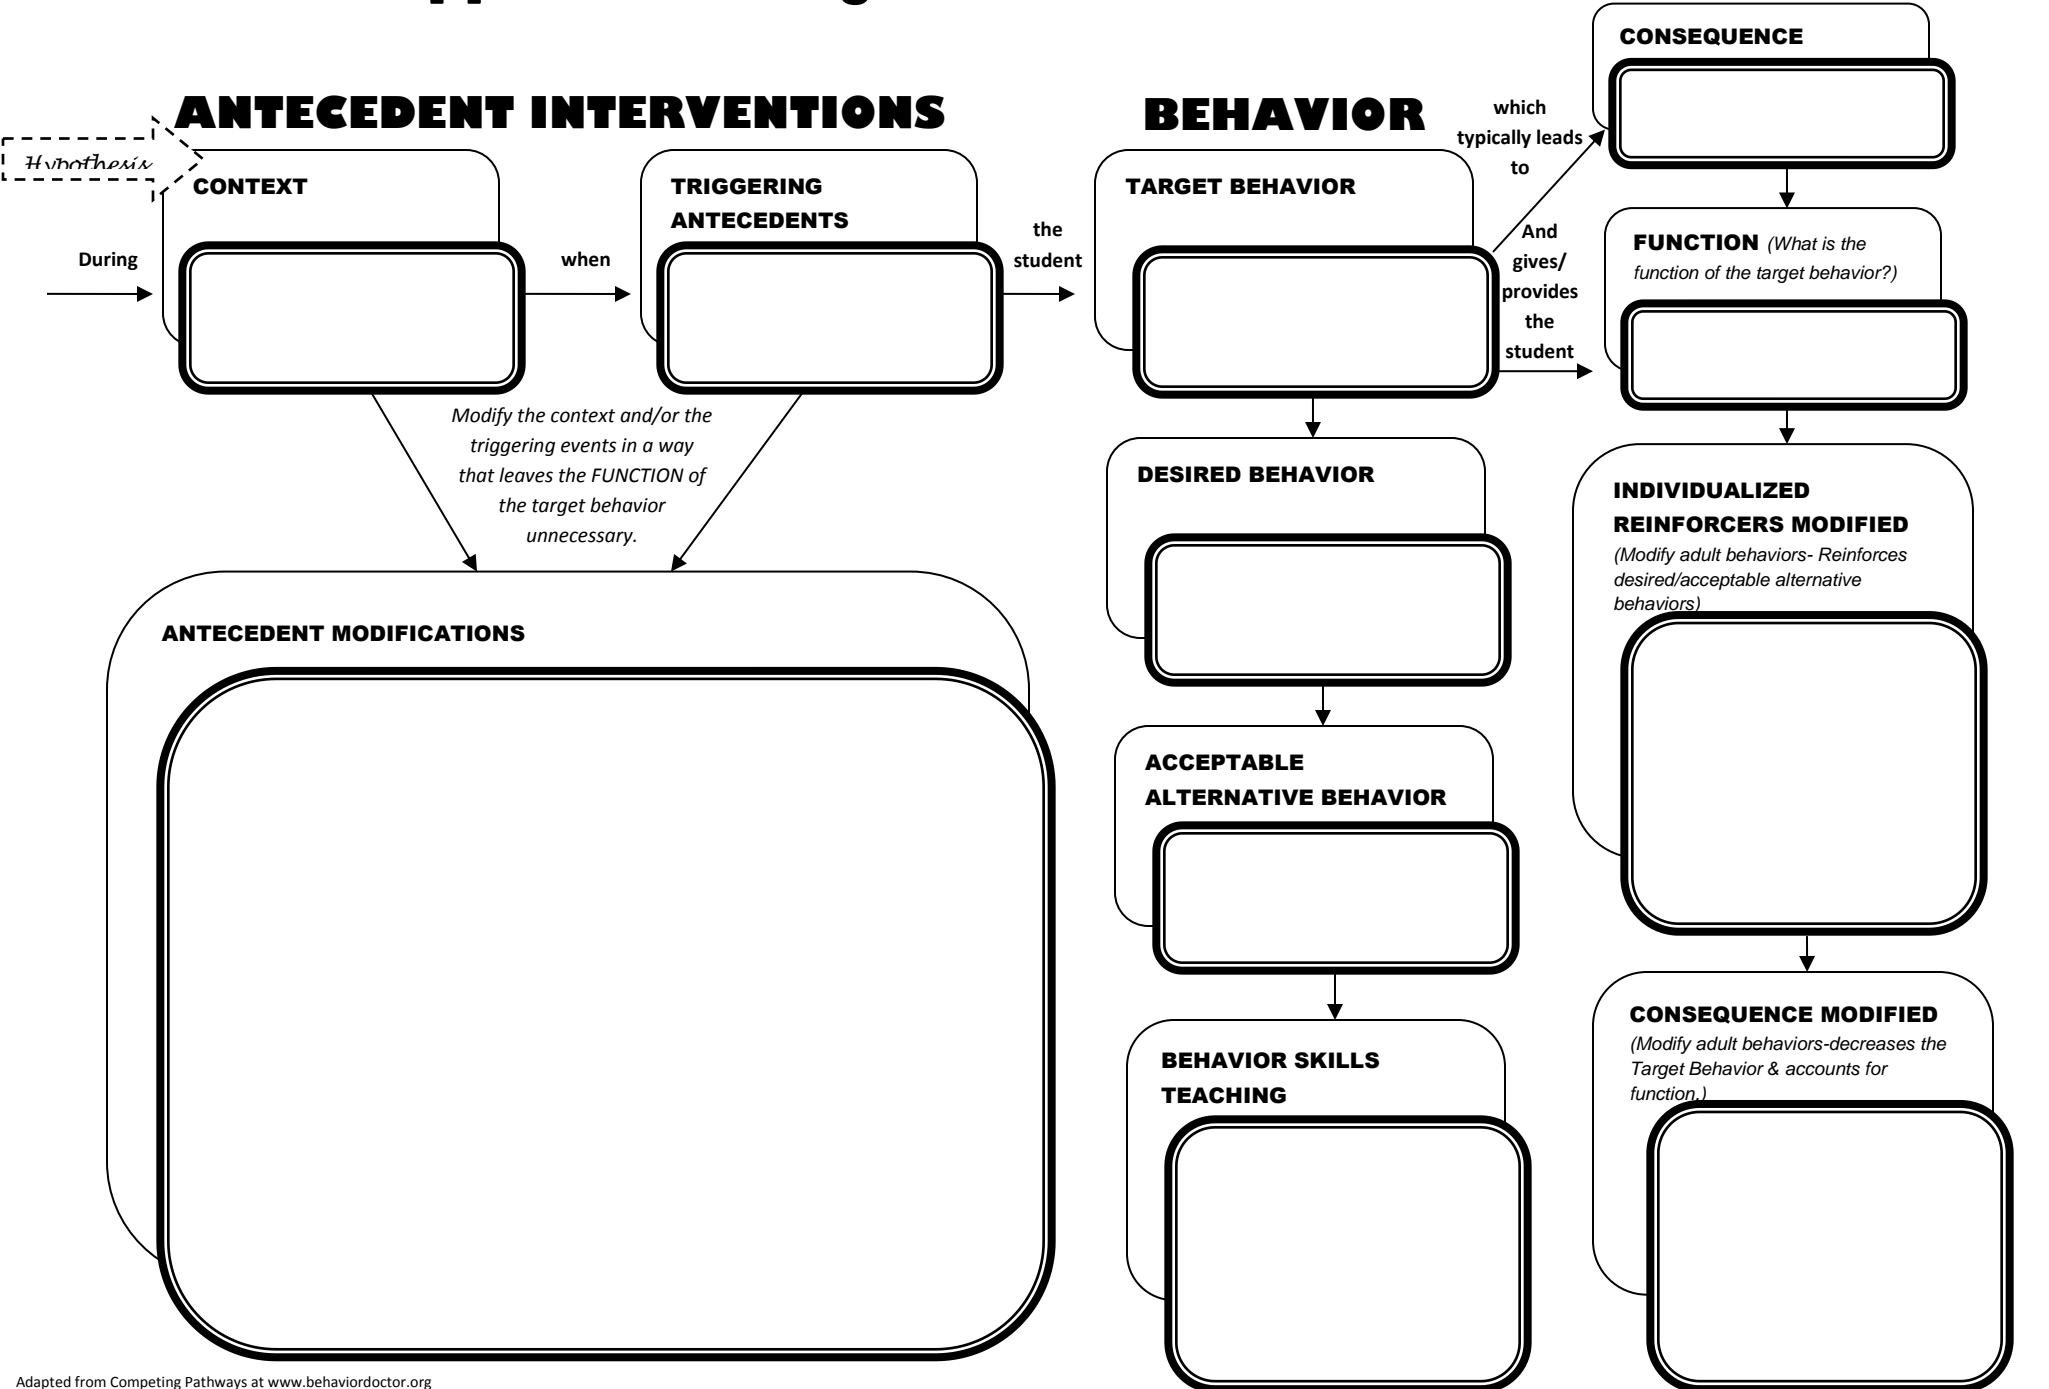 ANTECEDENT INTERVENTIONS
BEHAVIOR
Hypothesis
During
CONTEXT
when
TRIGGERING
ANTECEDENTS
the
student
TARGET BEHAVIOR
which
typically leads
to
And
gives/
provides
the
student
CONSEQUENCE
FUNCTION (What is the
function of the target behavior?)
Modify the context and/or the
triggering events in a way
that leaves the FUNCTION of
the target behavior
unnecessary.
ANTECEDENT MODIFICATIONS
DESIRED BEHAVIOR
ACCEPTABLE
ALTERNATIVE BEHAVIOR
BEHAVIOR SKILLS
TEACHING
INDIVIDUALIZED
REINFORCERS MODIFIED
(Modify adult behaviors- Reinforces
desired/acceptable alternative
behaviors)
CONSEQUENCE MODIFIED
(Modify adult behaviors-decreases the
Target Behavior & accounts for
function.)
Adapted from Competing Pathways at www.behaviordoctor.org